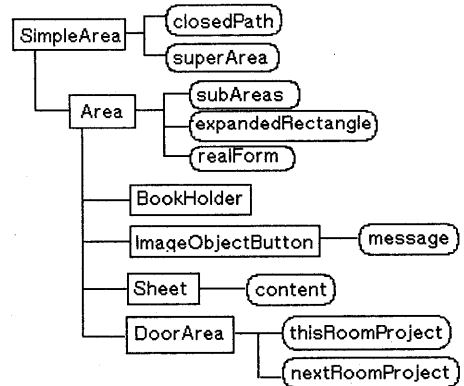 SimpleArea
closedPath
superArea
Area
subAreas
expandedRectangle
realForm
BookHolder
ImageObjectButton
message
Sheet
content
DoorArea
thisRoomProject
nextRoomProject